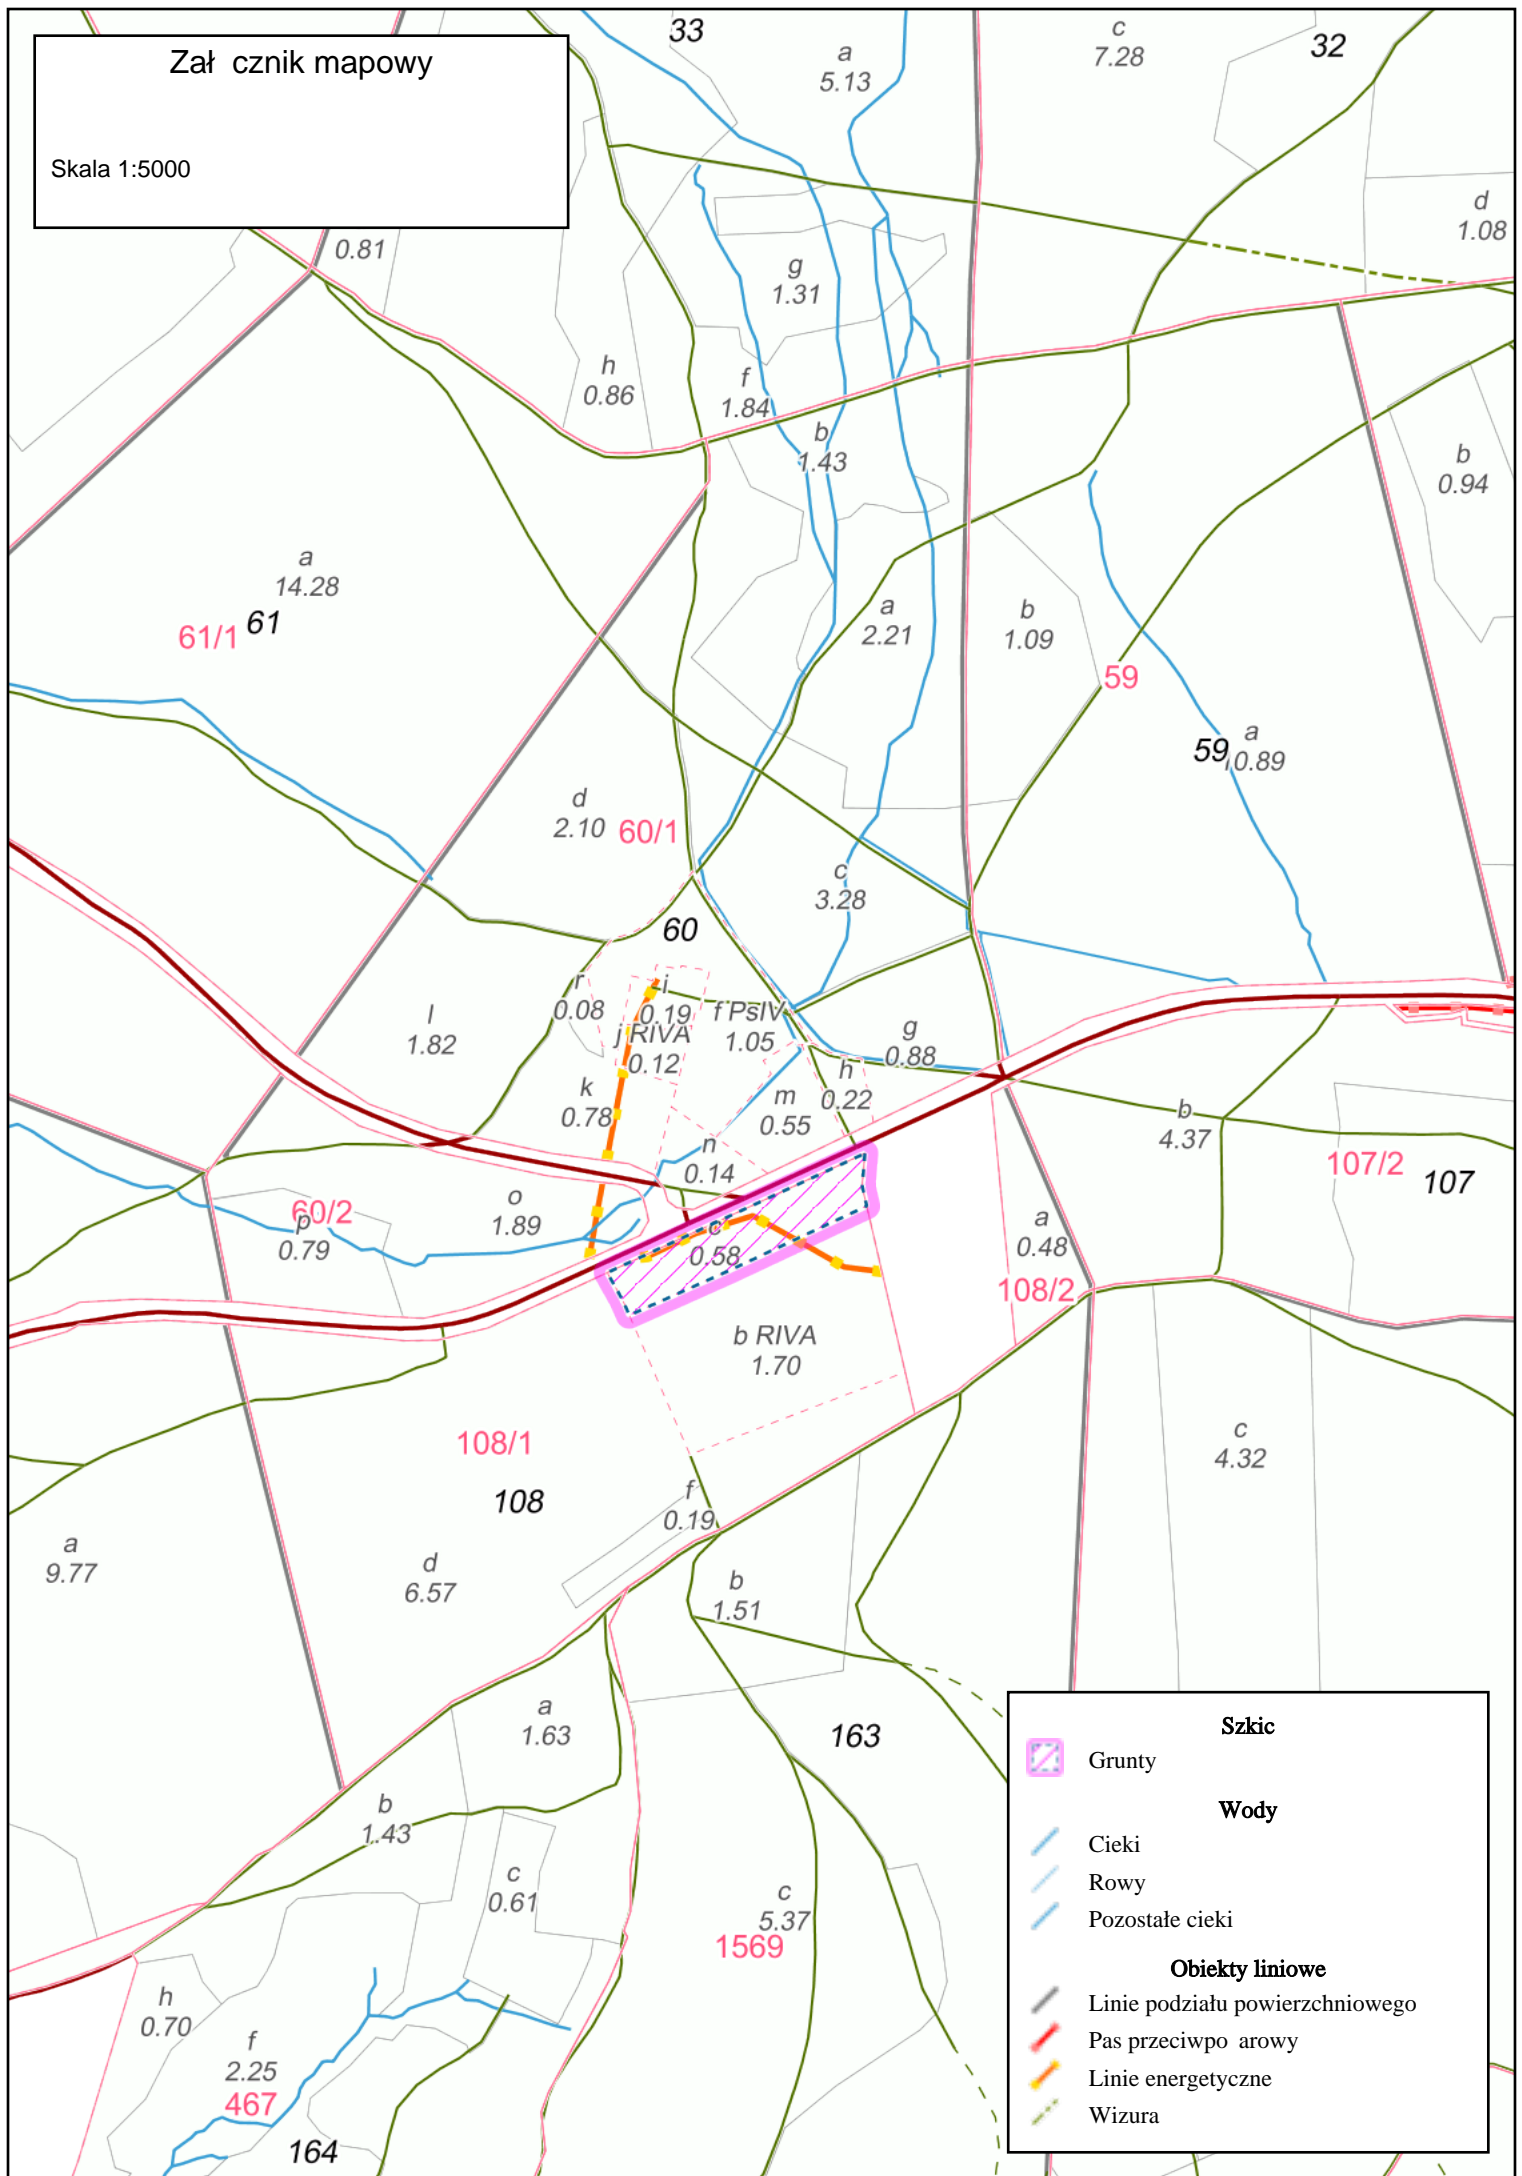 Zał cznik mapowy
Skala 1:5000
33
a
5.13
c
7.28
32
d
1.08
0.81
g
1.31
h
0.86
f
1.84
b
1.43
b
0.94
a
14.28
61/1 61
a
2.21
b
1.09
59
59
a
10.89
d
2.10
60/1
c
3.28
60
r
0.08
i
0.19
j RIVA
0.12
f PsIV
1.05
g
0.88
l
1.82
k
0.78
h
0.22
m
0.55
b
4.37
n
0.14
107/2 107
o
1.89
60/2
p
0.79
c
0.58
a
0.48
108/2
b RIVA
1.70
108/1
108
c
4.32
f
0.19
a
9.77
d
6.57
b
1.51
a
1.63
163
b
1.43
c
0.61
c
5.37
1569
h
0.70
f
2.25
467
164
Szkic
Grunty
Wody
Cieki
Rowy
Pozostałe cieki
Obiekty liniowe
Linie podziału powierzchniowego
Pas przeciwpo arowy
Linie energetyczne
Wizura